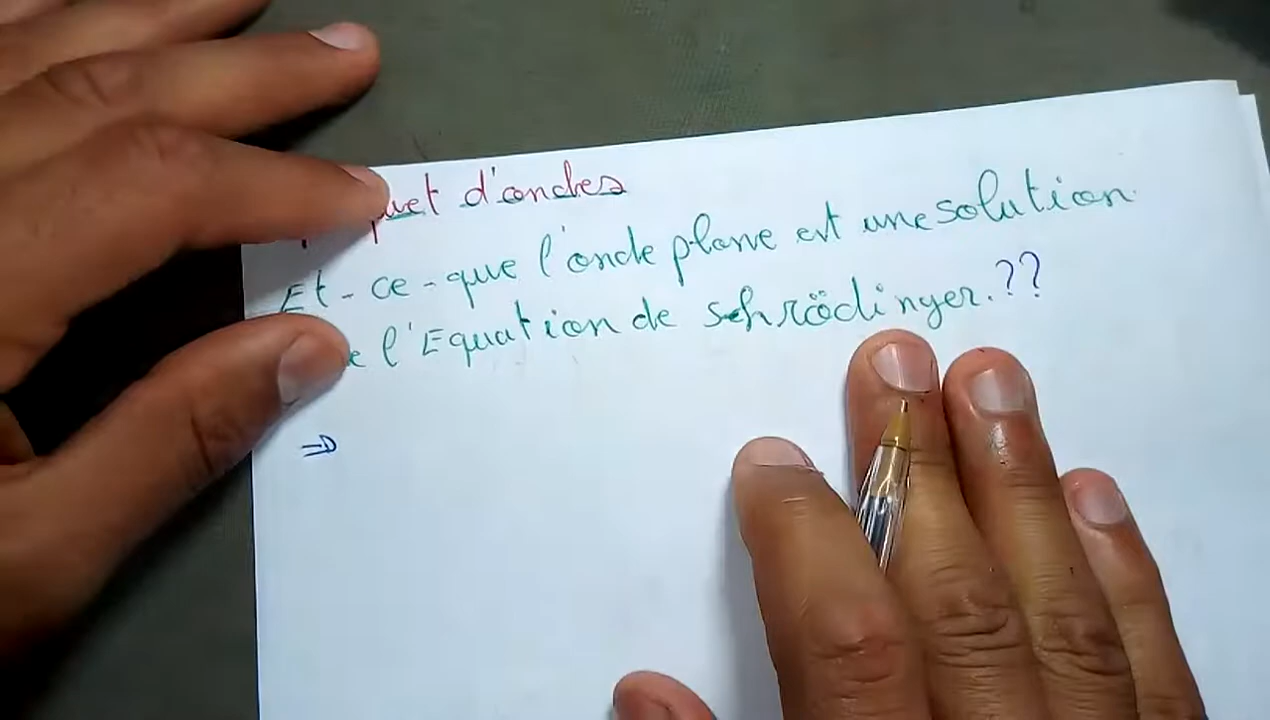 d'ondes
Et-ce-que l'onde plane est une solution
l'Equation de schrödinger.??
⇒